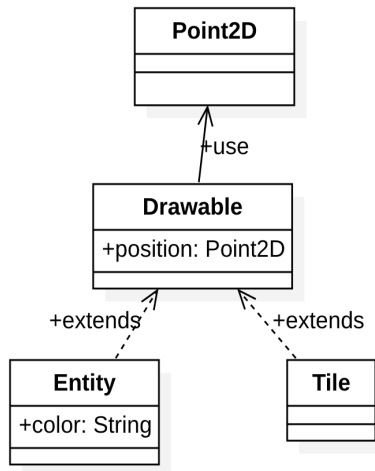 Point2D
+use
Drawable
+position: Point2D
+extends
+extends
Entity
+color: String
Tile